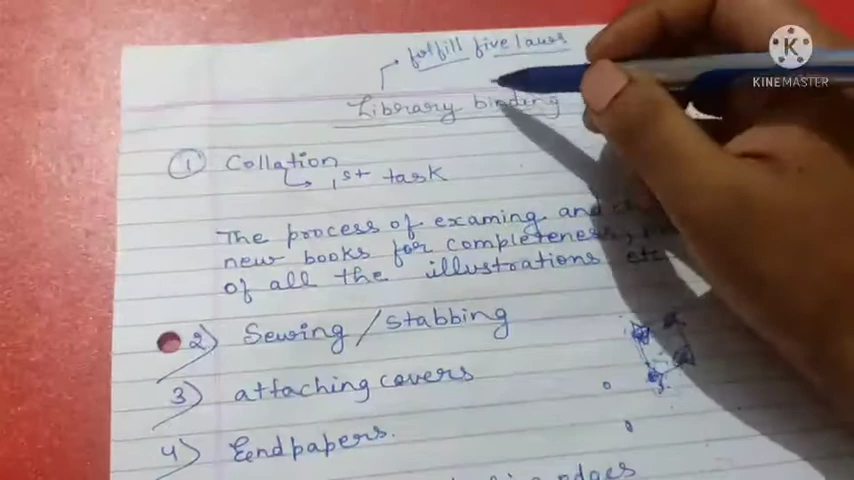 fulfill five laws
Library binding
1 Collation
1st task
The process of examing and
new books for completeness,
of all the illustrations etc
2) Sewing / stabbing
3) attaching covers
4) Endpapers.
edges
K
KINEMASTER